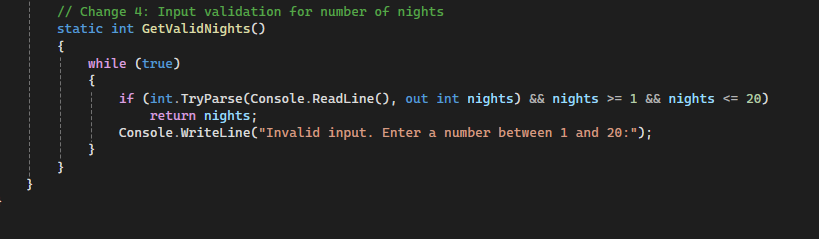 // Change 4: Input validation for number of nights
static int GetValidNights()
{
while (true)
{
if (int.TryParse(Console.ReadLine(), out int nights) && nights >= 1 && nights <= 20)
return nights;
Console.WriteLine("Invalid input. Enter a number between 1 and 20:");
}
}
}